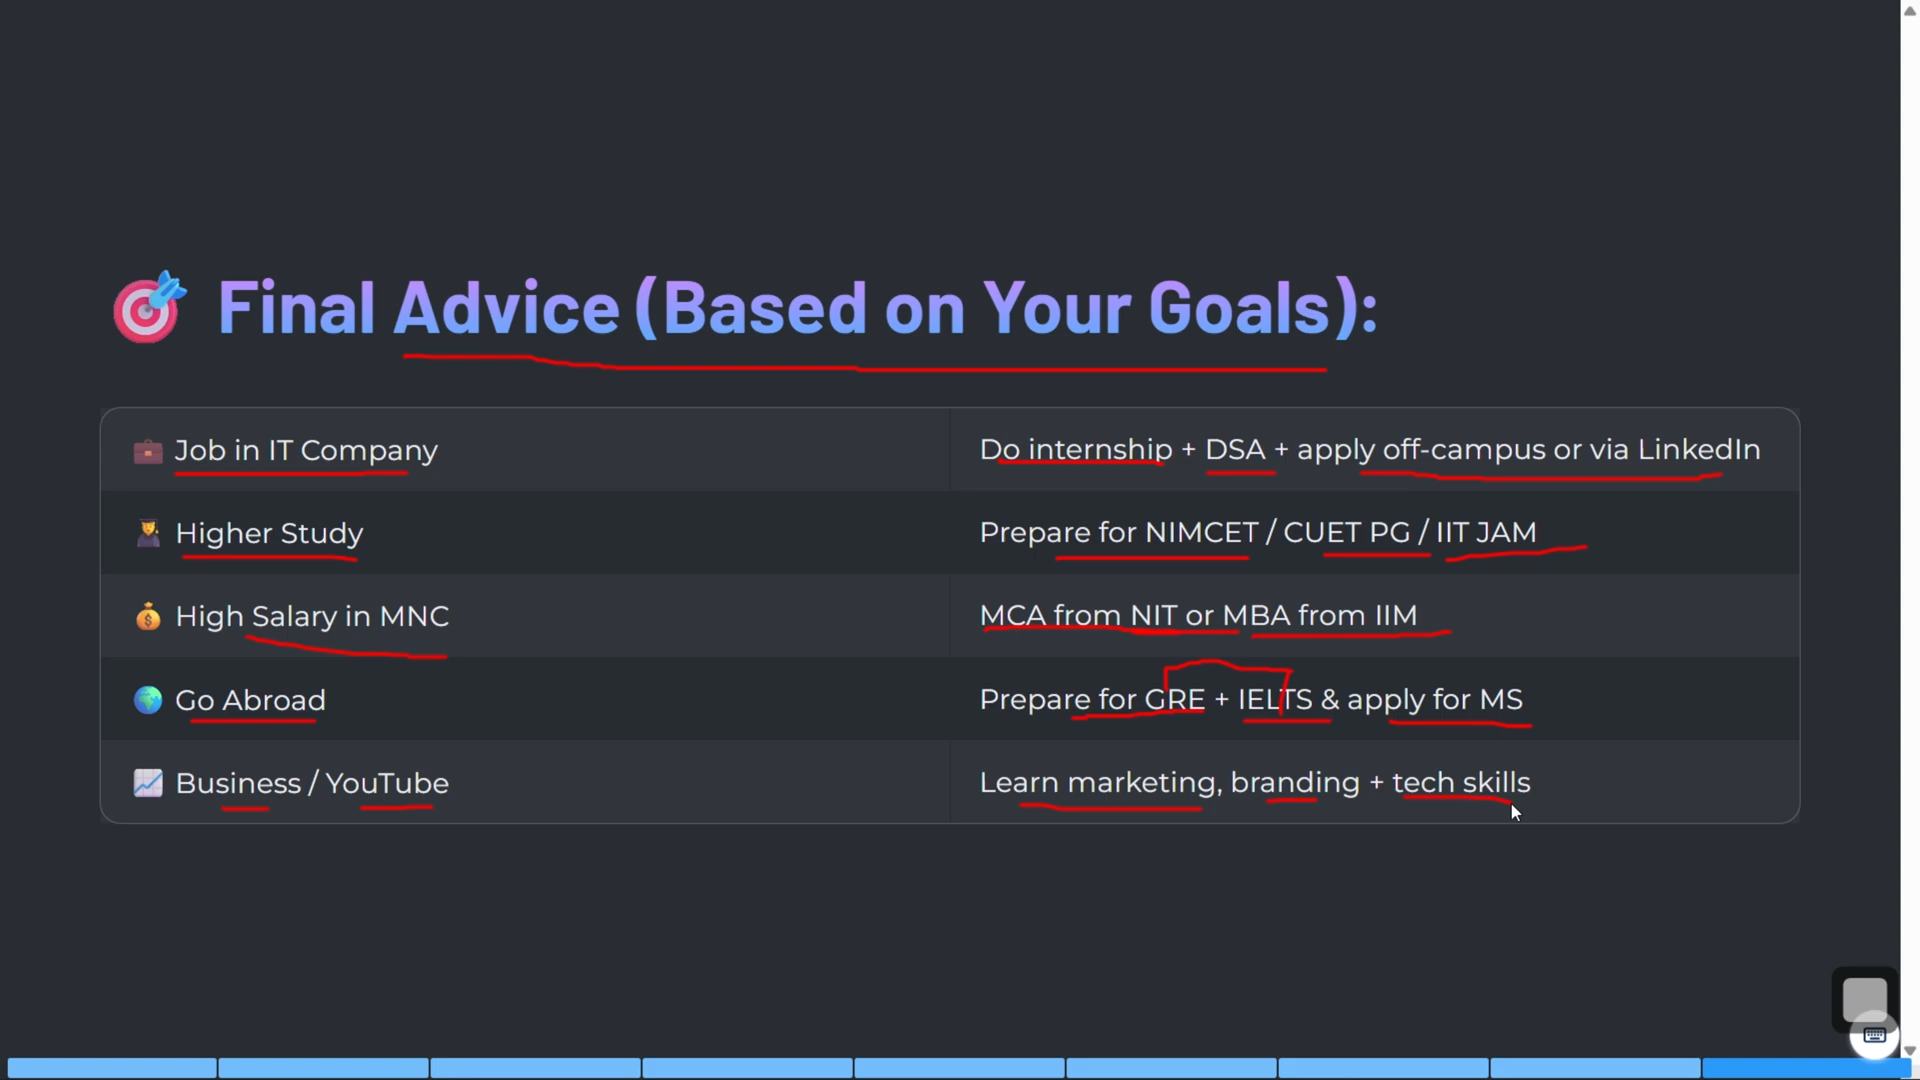 Final Advice (Based on Your Goals):
Job in IT Company
Do internship + DSA + apply off-campus or via LinkedIn
Higher Study
Prepare for NIMCET / CUET PG / IIT JAM
High Salary in MNC
MCA from NIT or MBA from IIM
Go Abroad
Prepare for GRE + IELTS & apply for MS
Business / YouTube
Learn marketing, branding + tech skills